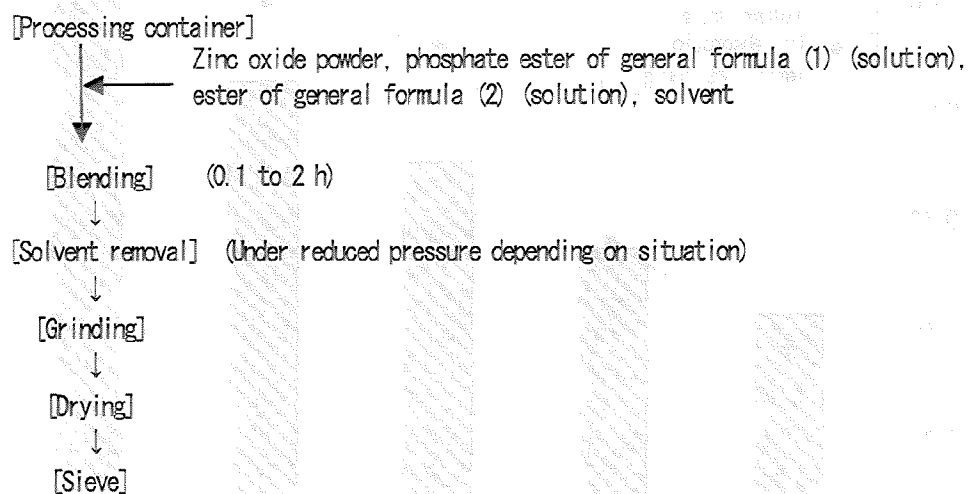 [Processing container]
Zinc oxide powder, phosphate ester of general formula (1) (solution),
ester of general formula (2) (solution), solvent
[Blending] (0.1 to 2 h)
↓
[Solvent removal] (Under reduced pressure depending on situation)
↓
[Grinding]
↓
[Drying]
↓
[Sieve]